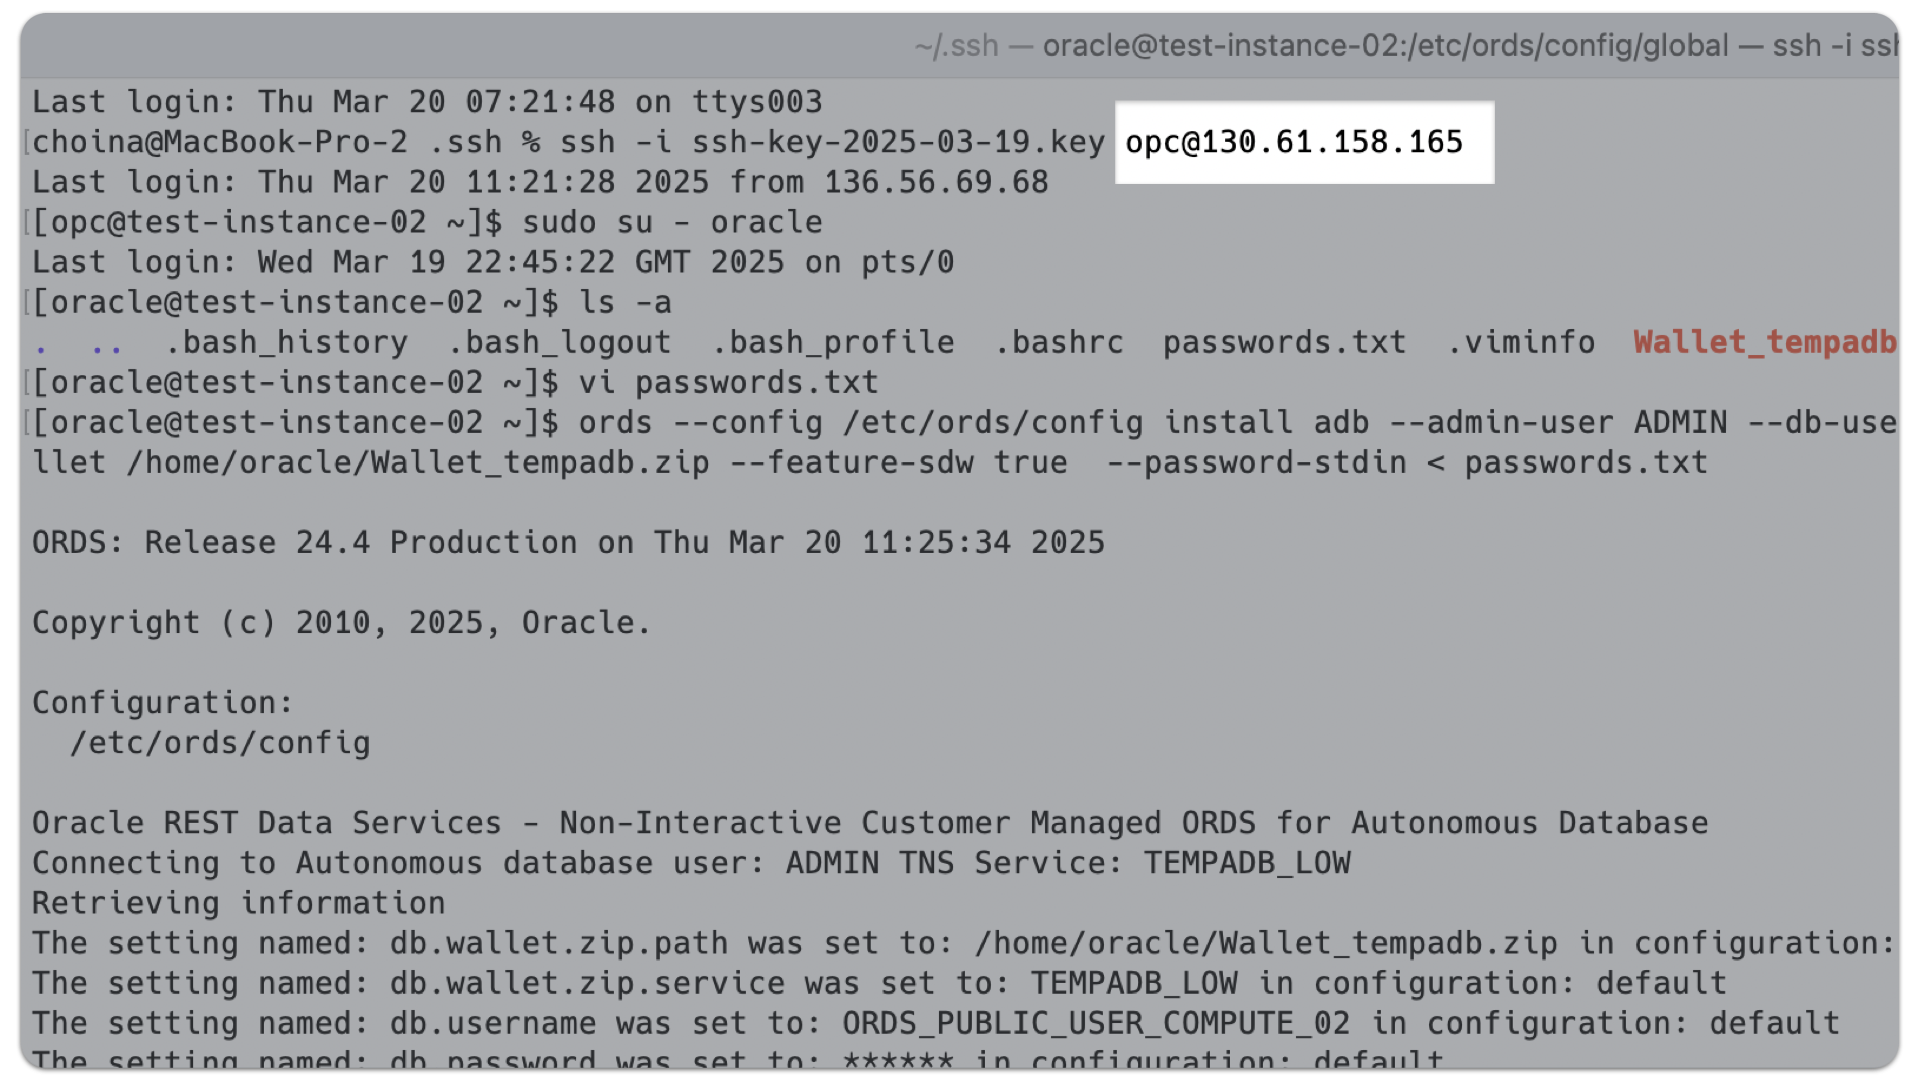 ~/.ssh — oracle@test-instance-02:/etc/ords/config/global — ssh -i ssh
Last login: Thu Mar 20 07:21:48 on ttys003
[choina@MacBook-Pro-2 .ssh % ssh -i ssh-key-2025-03-19.key opc@130.61.158.165
Last login: Thu Mar 20 11:21:28 2025 from 136.56.69.68
[[opc@test-instance-02 ~]$ sudo su - oracle
Last login: Wed Mar 19 22:45:22 GMT 2025 on pts/0
[[oracle@test-instance-02 ~]$ ls -a
.  ..  .bash_history  .bash_logout  .bash_profile  .bashrc  passwords.txt  .viminfo  Wallet_tempadb
[[oracle@test-instance-02 ~]$ vi passwords.txt
[[oracle@test-instance-02 ~]$ ords --config /etc/ords/config install adb --admin-user ADMIN --db-use
llet /home/oracle/Wallet_tempadb.zip --feature-sdw true  --password-stdin < passwords.txt
ORDS: Release 24.4 Production on Thu Mar 20 11:25:34 2025
Copyright (c) 2010, 2025, Oracle.
Configuration:
  /etc/ords/config
Oracle REST Data Services - Non-Interactive Customer Managed ORDS for Autonomous Database
Connecting to Autonomous database user: ADMIN TNS Service: TEMPADB_LOW
Retrieving information
The setting named: db.wallet.zip.path was set to: /home/oracle/Wallet_tempadb.zip in configuration:
The setting named: db.wallet.zip.service was set to: TEMPADB_LOW in configuration: default
The setting named: db.username was set to: ORDS_PUBLIC_USER_COMPUTE_02 in configuration: default
The setting named: db.password was set to: ****** in configuration: default